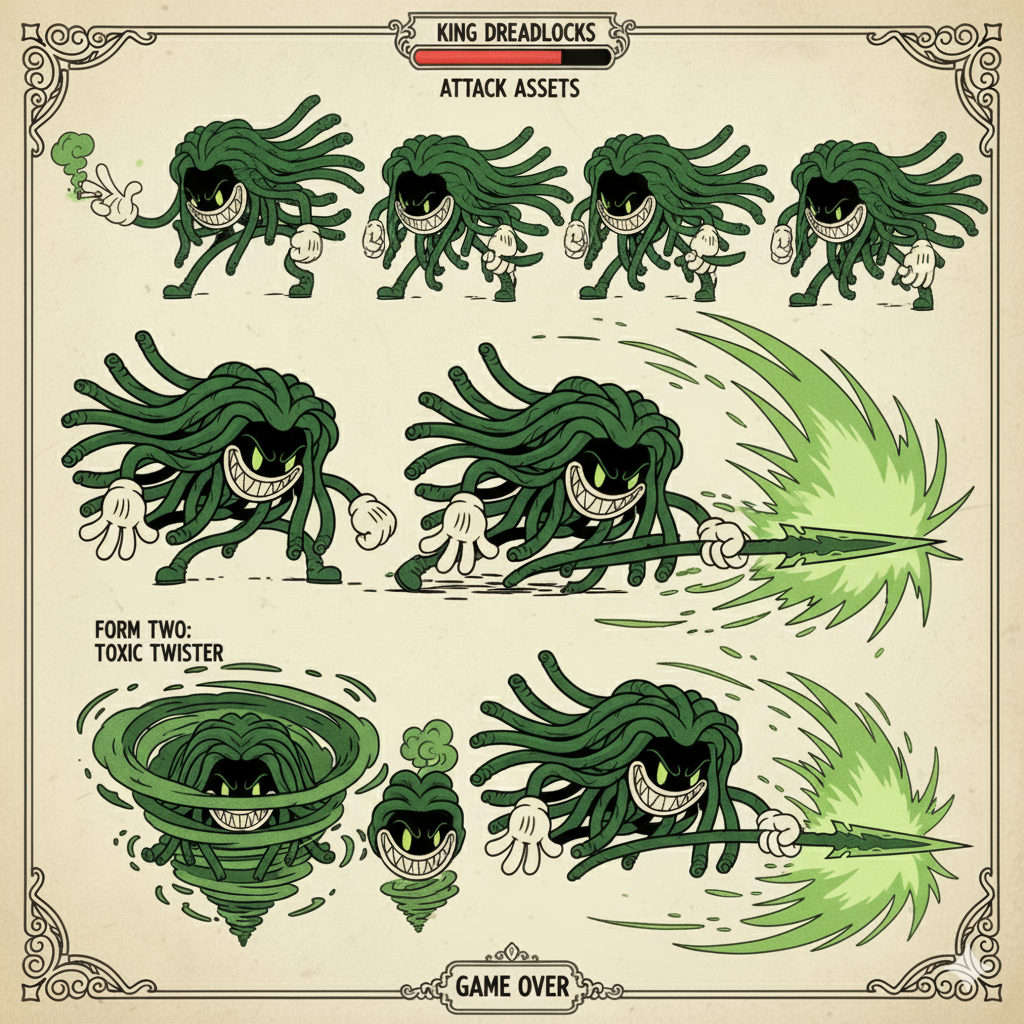 KING DREADLOCKS
ATTACK ASSETS
FORM TWO:
TOXIC TWISTER
GAME OVER